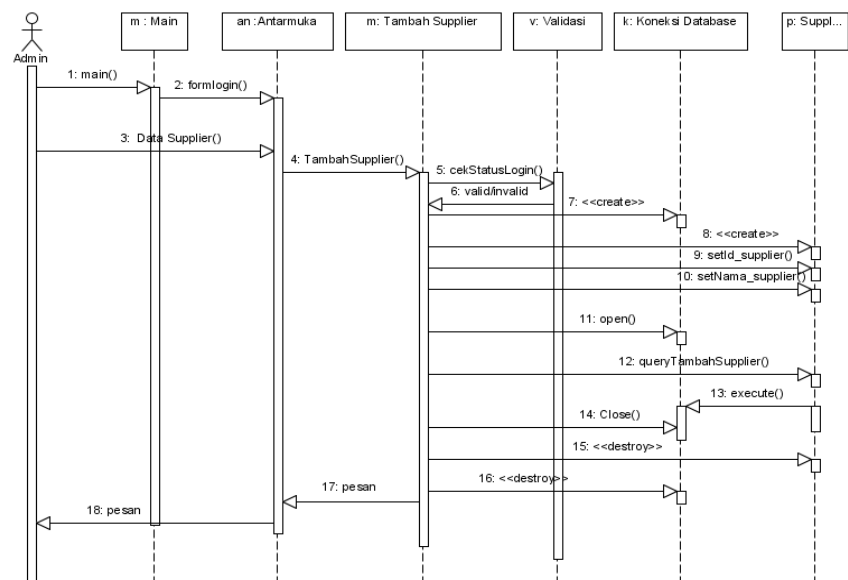 m : Main
an :Antarmuka
m: Tambah Supplier
v: Validasi
k: Koneksi Database
p: Suppl...
Admin
1: main()
2: formlogin()
3: Data Supplier()
4: TambahSupplier()
5: cekStatusLogin()
6: valid/invalid
7: <<create>>
8: <<create>>
9: setId_supplier()
10: setNama_supplier()
11: open()
12: queryTambahSupplier()
13: execute()
14: Close()
15: <<destroy>>
16: <<destroy>>
17: pesan
18: pesan